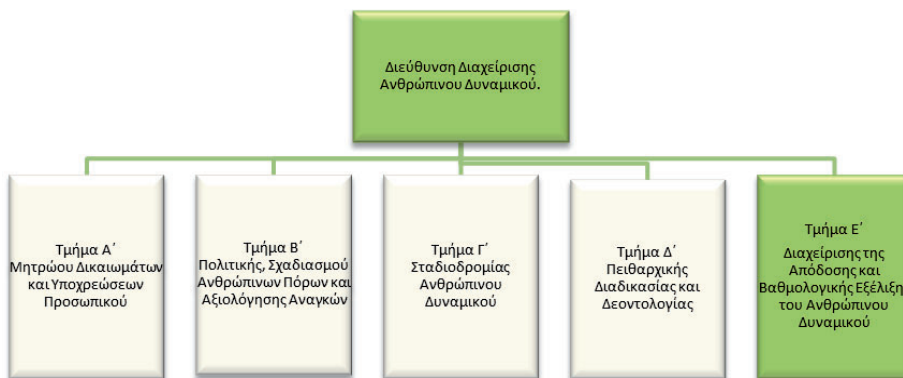 Διεύθυνση Διαχείρισης
Ανθρώπινου Δυναμικού.
Τμήμα Α΄
Μητρώου Δικαιωμάτων
και Υποχρεώσεων
Προσωπικού
Τμήμα Β΄
Πολιτικής, Σχαδιασμού
Ανθρώπινων Πόρων και
Αξιολόγησης Αναγκών
Τμήμα Γ΄
Σταδιοδρομίας
Ανθρώπινου
Δυναμικού
Τμήμα Δ΄
Πειθαρχικής
Διαδικασίας και
Δεοντολογίας
Τμήμα Ε΄
Διαχείρισης της
Απόδοσης και
Βαθμολογικής Εξέλιξη
του Ανθρώπινου
Δυναμικού